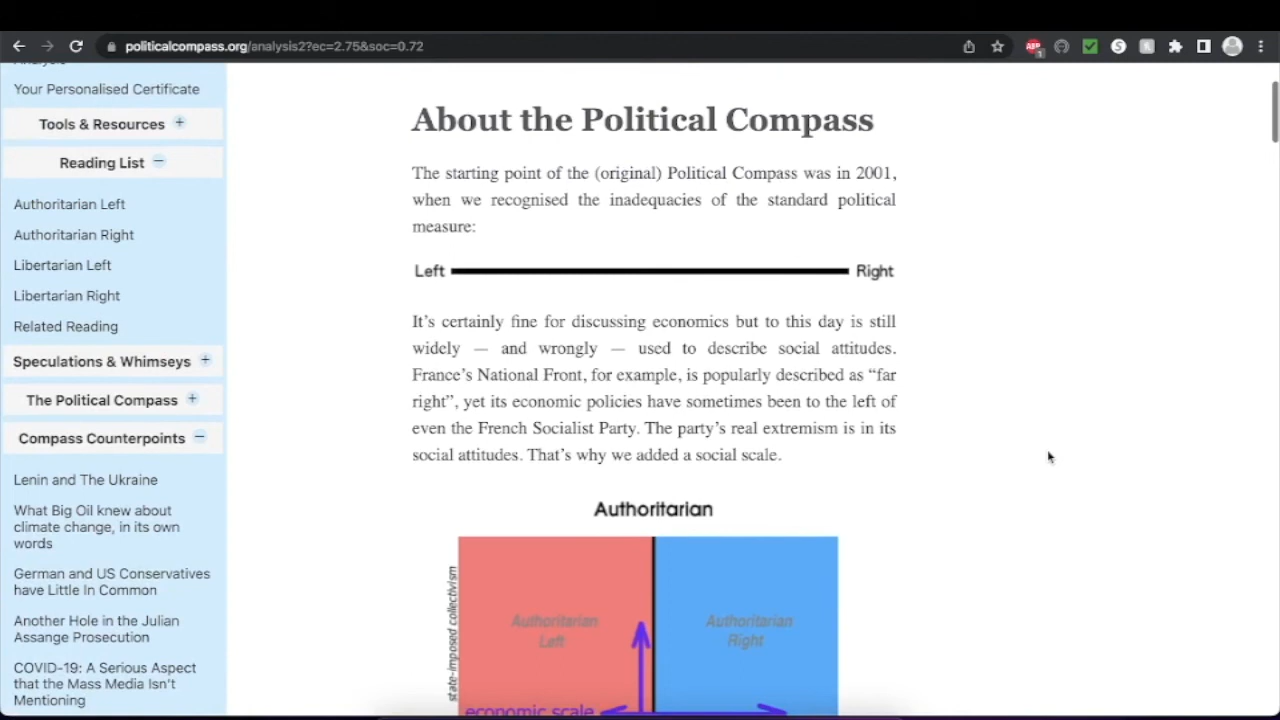 politicalcompass.org/analysis2?ec=2.75&soc=0.72
ABP
1
S
Analysis
Your Personalised Certificate
Tools & Resources +
Reading List −
Authoritarian Left
Authoritarian Right
Libertarian Left
Libertarian Right
Related Reading
Speculations & Whimseys +
The Political Compass +
Compass Counterpoints −
Lenin and The Ukraine
What Big Oil knew about
climate change, in its own
words
German and US Conservatives
have Little In Common
Another Hole in the Julian
Assange Prosecution
COVID-19: A Serious Aspect
that the Mass Media Isn't
Mentioning
About the Political Compass
The starting point of the (original) Political Compass was in 2001,
when we recognised the inadequacies of the standard political
measure:
Left Right
It's certainly fine for discussing economics but to this day is still
widely — and wrongly — used to describe social attitudes.
France's National Front, for example, is popularly described as "far
right", yet its economic policies have sometimes been to the left of
even the French Socialist Party. The party's real extremism is in its
social attitudes. That's why we added a social scale.
Authoritarian
state-imposed collectivism
Authoritarian
Left
Authoritarian
Right
economic scale